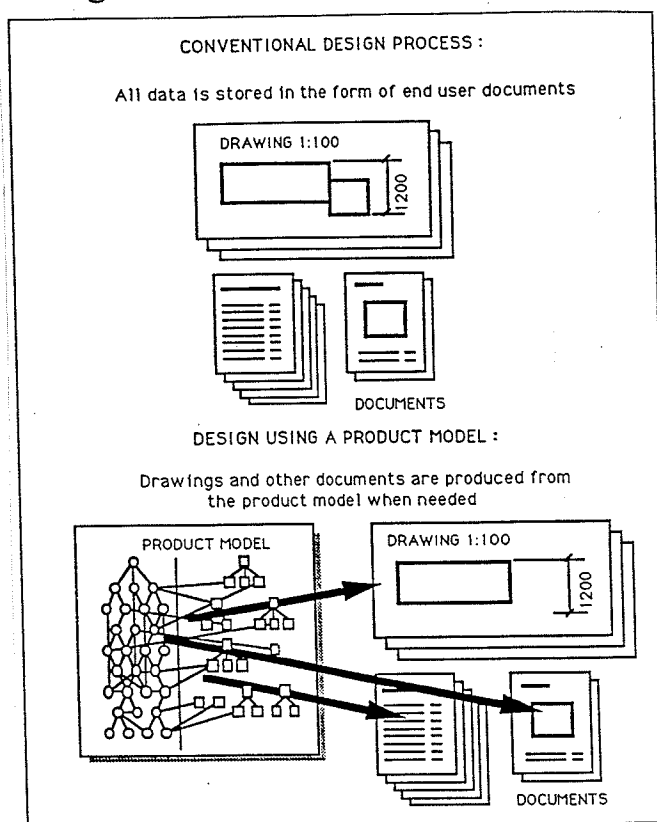 CONVENTIONAL DESIGN PROCESS :
All data is stored in the form of end user documents
DRAWING 1:100
1200
DOCUMENTS
DESIGN USING A PRODUCT MODEL :
Drawings and other documents are produced from
the product model when needed
PRODUCT MODEL
DRAWING 1:100
1200
DOCUMENTS